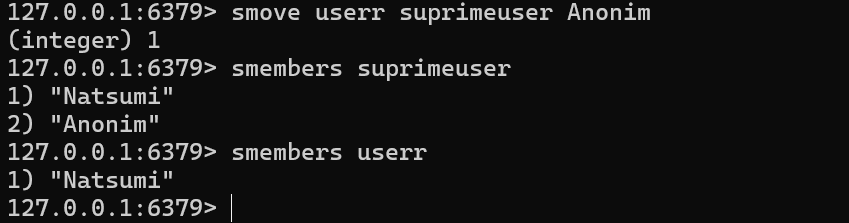 127.0.0.1:6379> smove userr suprimeuser Anonim
(integer) 1
127.0.0.1:6379> smembers suprimeuser
1) "Natsumi"
2) "Anonim"
127.0.0.1:6379> smembers userr
1) "Natsumi"
127.0.0.1:6379>